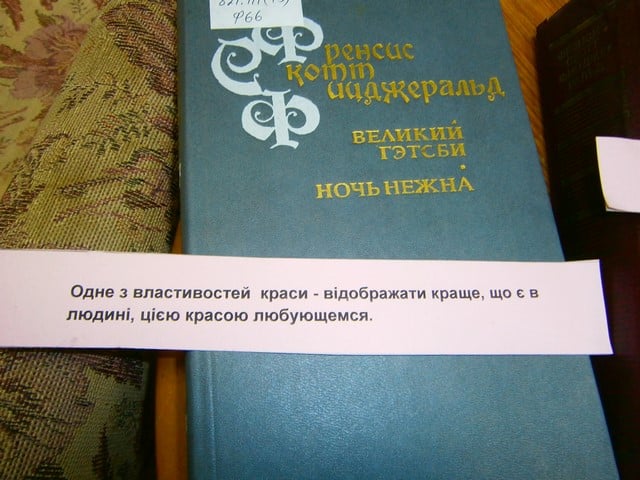 Ф66
Френсис
Скотт
Фицджеральд
ВЕЛИКИЙ
ГЭТСБИ
НОЧЬ НЕЖНА
Одне з властивостей краси - відображати краще, що є в
людині, цією красою любующемся.